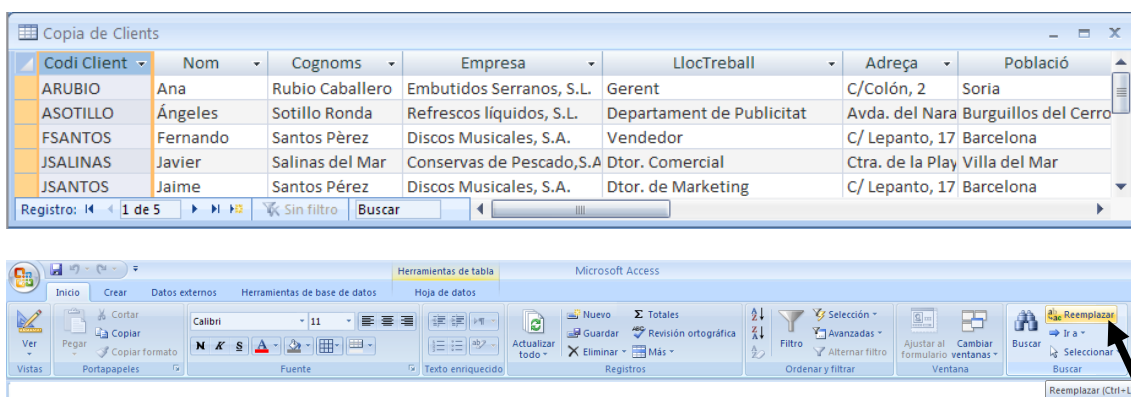 Copia de Clients
Codi Client Nom Cognoms Empresa LlocTreball Adreça Població
ARUBIO Ana Rubio Caballero Embutidos Serranos, S.L. Gerent C/Colón, 2 Soria
ASOTILLO Ángeles Sotillo Ronda Refrescos líquidos, S.L. Departament de Publicitat Avda. del Nara Burguillos del Cerro
FSANTOS Fernando Santos Pèrez Discos Musicales, S.A. Vendedor C/ Lepanto, 17 Barcelona
JSALINAS Javier Salinas del Mar Conservas de Pescado,S.A Dtor. Comercial Ctra. de la Play Villa del Mar
JSANTOS Jaime Santos Pérez Discos Musicales, S.A. Dtor. de Marketing C/ Lepanto, 17 Barcelona
Registro: 1 de 5 Sin filtro Buscar
Herramientas de tabla Microsoft Access
Inicio Crear Datos externos Herramientas de base de datos Hoja de datos
Cortar Calibri 11 Nuevo Totales Selección Reemplazar
Ver Pegar Copiar Actualizar todo Guardar Revisión ortográfica Filtro Avanzadas Ajustar al formulario Cambiar ventanas Buscar Ir a
Copiar formato N K S A Eliminar Más Alternar filtro Seleccionar
Vistas Portapapeles Fuente Texto enriquecido Registros Ordenar y filtrar Ventana Buscar
Reemplazar (Ctrl+L